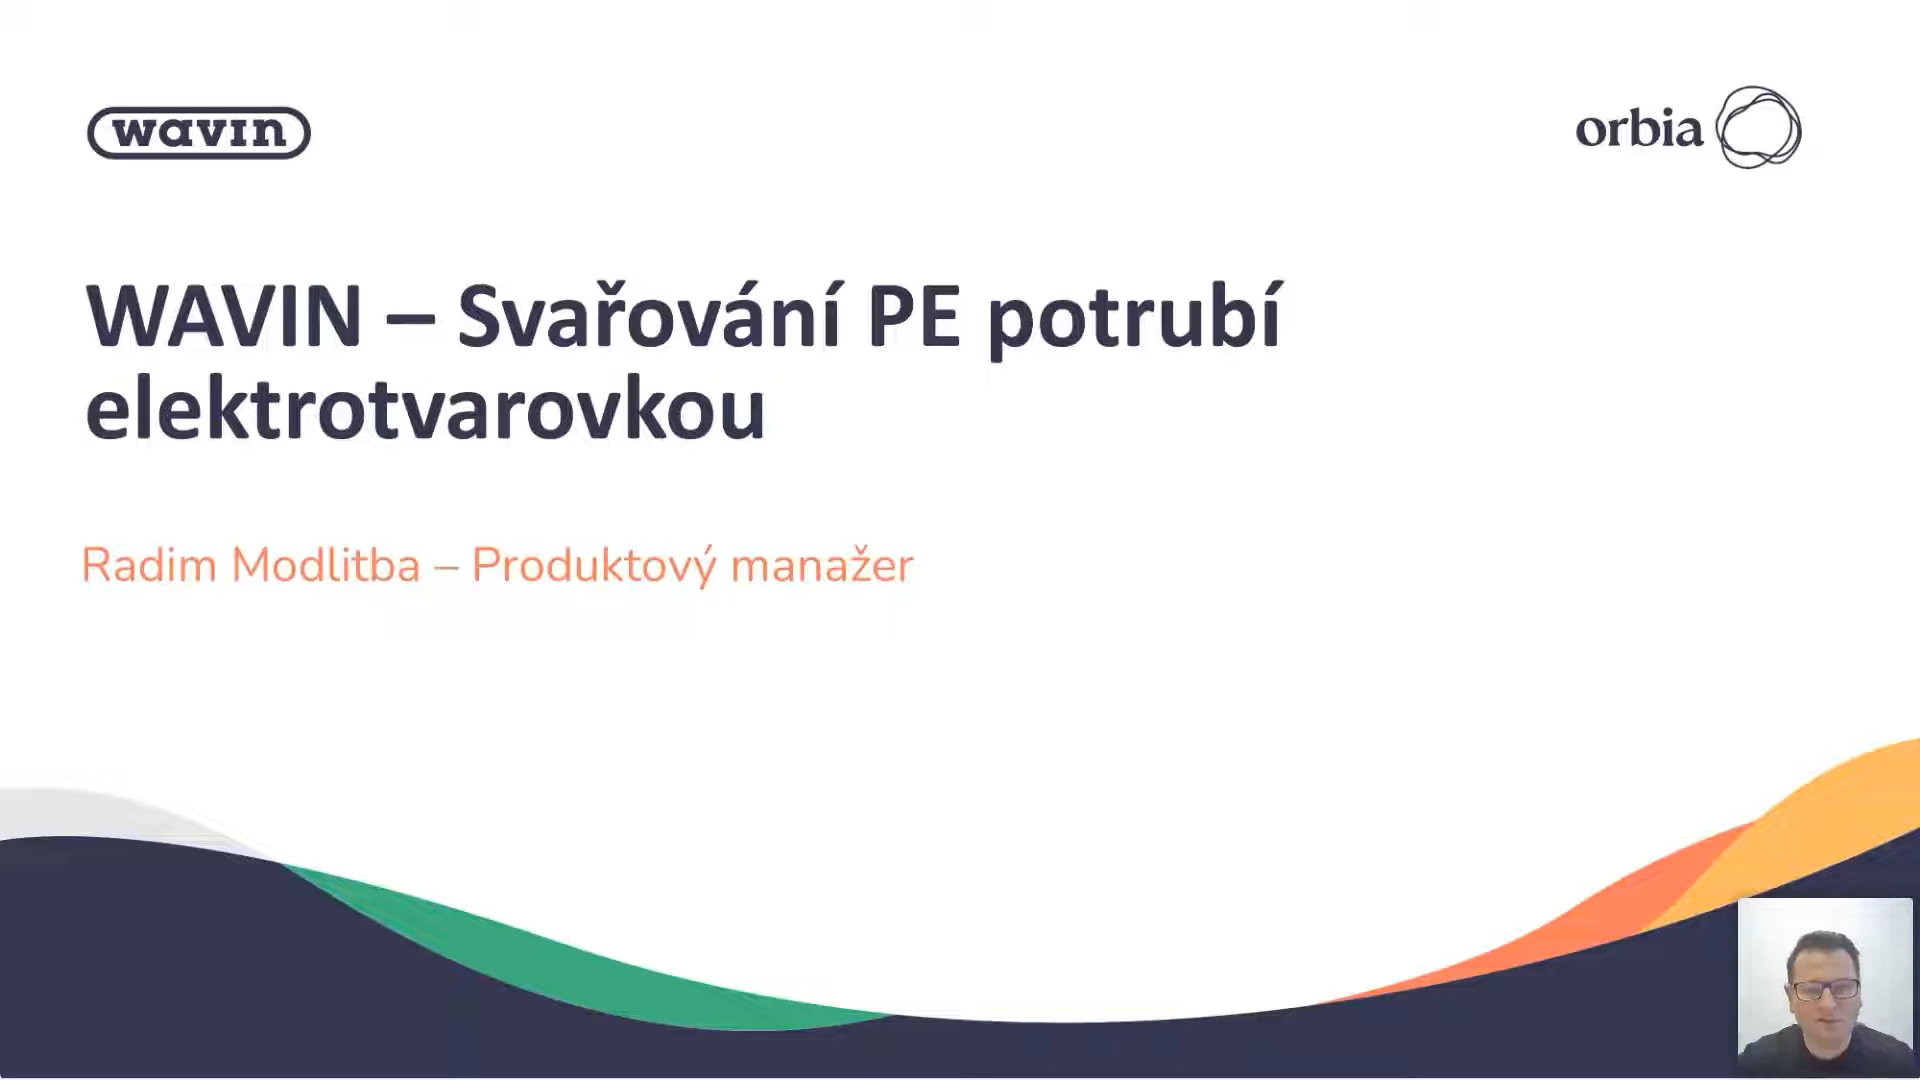 wavin
orbia
WAVIN – Svařování PE potrubí
elektrotvarovkou
Radim Modlitba – Produktový manažer